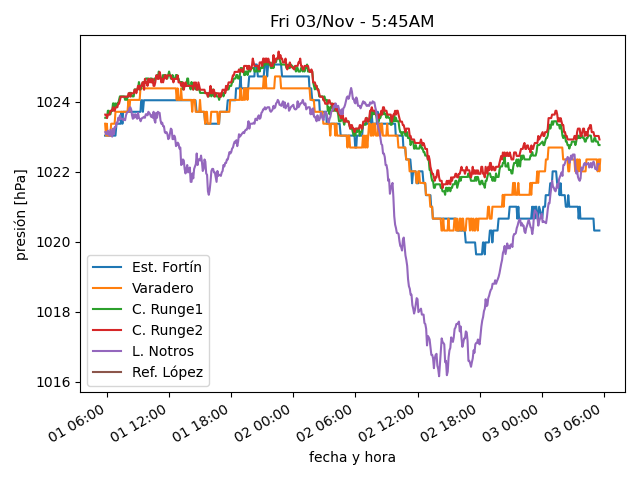 Fri 03/Nov - 5:45AM
1024
1022
1020
1018
1016
presión [hPa]
Est. Fortín
Varadero
C. Runge1
C. Runge2
L. Notros
Ref. López
01 06:00
01 12:00
01 18:00
02 00:00
02 06:00
02 12:00
02 18:00
03 00:00
03 06:00
fecha y hora